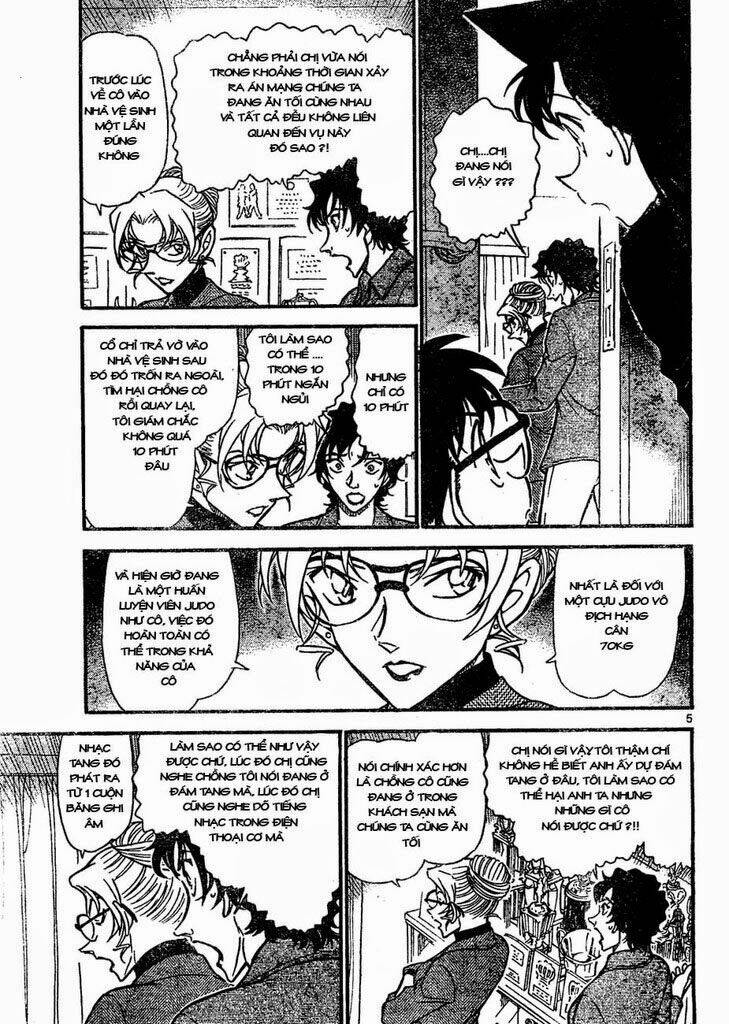 CHỊ....CHỊ
ĐANG NÓI
GÌ VẬY ???
CHẲNG PHẢI CHỊ VỪA NÓI
TRONG KHOẢNG THỜI GIAN XẢY
RA ÁN MẠNG CHÚNG TA
ĐANG ĂN TỐI CÙNG NHAU
VÀ TẤT CẢ ĐỀU KHÔNG LIÊN
QUAN ĐẾN VỤ NÀY
ĐÓ SAO ?!
TRƯỚC LÚC
VỀ CÔ VÀO
NHÀ VỆ SINH
MỘT LẦN
ĐÚNG
KHÔNG
NHƯNG
CHỈ CÓ
10 PHÚT
TÔI LÀM SAO
CÓ THỂ ....
TRONG 10
PHÚT NGẮN
NGỦI
CỔ CHỈ TRẢ VỜ VÀO
NHÀ VỆ SINH SAU
ĐÓ ĐÓ TRỐN RA NGOÀI,
TÌM HẠI CHỒNG CÔ
RỒI QUAY LẠI,
TÔI GIÁM CHẮC
KHÔNG QUÁ
10 PHÚT
ĐÂU
NHẤT LÀ ĐỐI VỚI
MỘT CỰU JUDO VÔ
ĐỊCH HẠNG
CÂN
70KG
VÀ HIỆN GIỜ ĐANG
LÀ MỘT HUẤN
LUYỆN VIÊN JUDO
NHƯ CÔ, VIỆC ĐÓ
HOÀN TOÀN CÓ
THỂ TRONG KHẢ
NĂNG CỦA
CÔ
5
CHỊ NÓI GÌ VẬY TÔI THẬM CHÍ
KHÔNG HỀ BIẾT ANH ẤY DỰ ĐÁM
TANG Ở ĐÂU, TÔI LÀM SAO CÓ
THỂ HẠI ANH TA NHƯNG
NHỮNG GÌ CÔ
NÓI ĐƯỢC CHỨ ?!!
NÓI CHÍNH XÁC HƠN
LÀ CHỒNG CÔ CŨNG
ĐANG Ở TRONG
KHÁCH SẠN MÀ
CHÚNG TA CÙNG ĂN
TỐI
LÀM SAO CÓ THỂ NHƯ VẬY
ĐƯỢC CHỨ, LÚC ĐÓ CHỊ CŨNG
NGHE CHỒNG TÔI NÓI ĐANG Ở
ĐÁM TANG MÀ, LÚC ĐÓ CHỊ
CŨNG NGHE DÕ TIẾNG
NHẠC TRONG ĐIỆN
THOẠI CƠ MÀ
NHẠC
TANG ĐÓ
PHÁT RA
TỪ 1 CUỘN
BĂNG GHI
ÂM